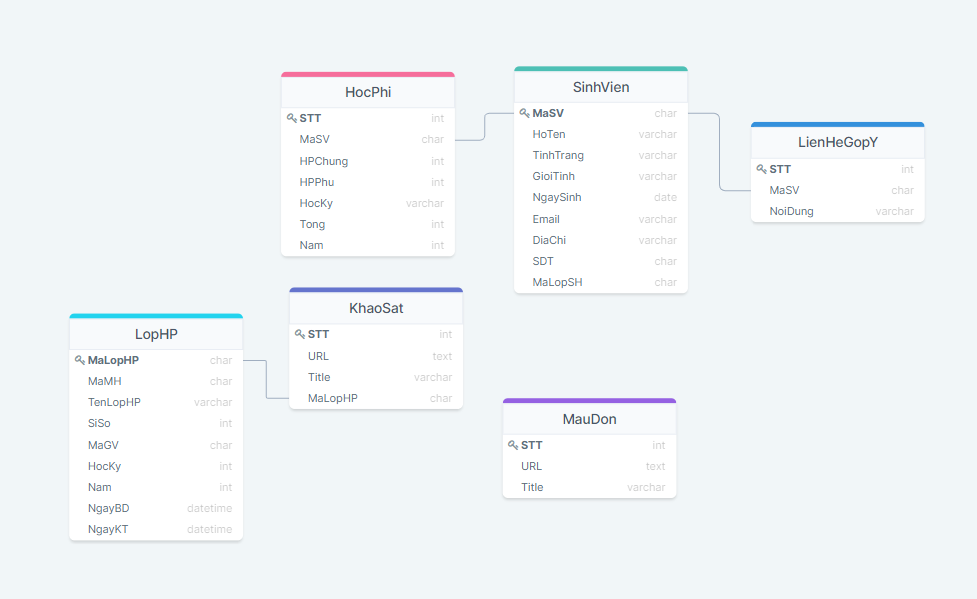 HocPhi
STT int
MaSV char
HPChung int
HPPhu int
HocKy varchar
Tong int
Nam int
SinhVien
MaSV char
HoTen varchar
TinhTrang varchar
GioiTinh varchar
NgaySinh date
Email varchar
DiaChi varchar
SDT char
MaLopSH char
LienHeGopY
STT int
MaSV char
NoiDung varchar
LopHP
MaLopHP char
MaMH char
TenLopHP varchar
SiSo int
MaGV char
HocKy int
Nam int
NgayBD datetime
NgayKT datetime
KhaoSat
STT int
URL text
Title varchar
MaLopHP char
MauDon
STT int
URL text
Title varchar